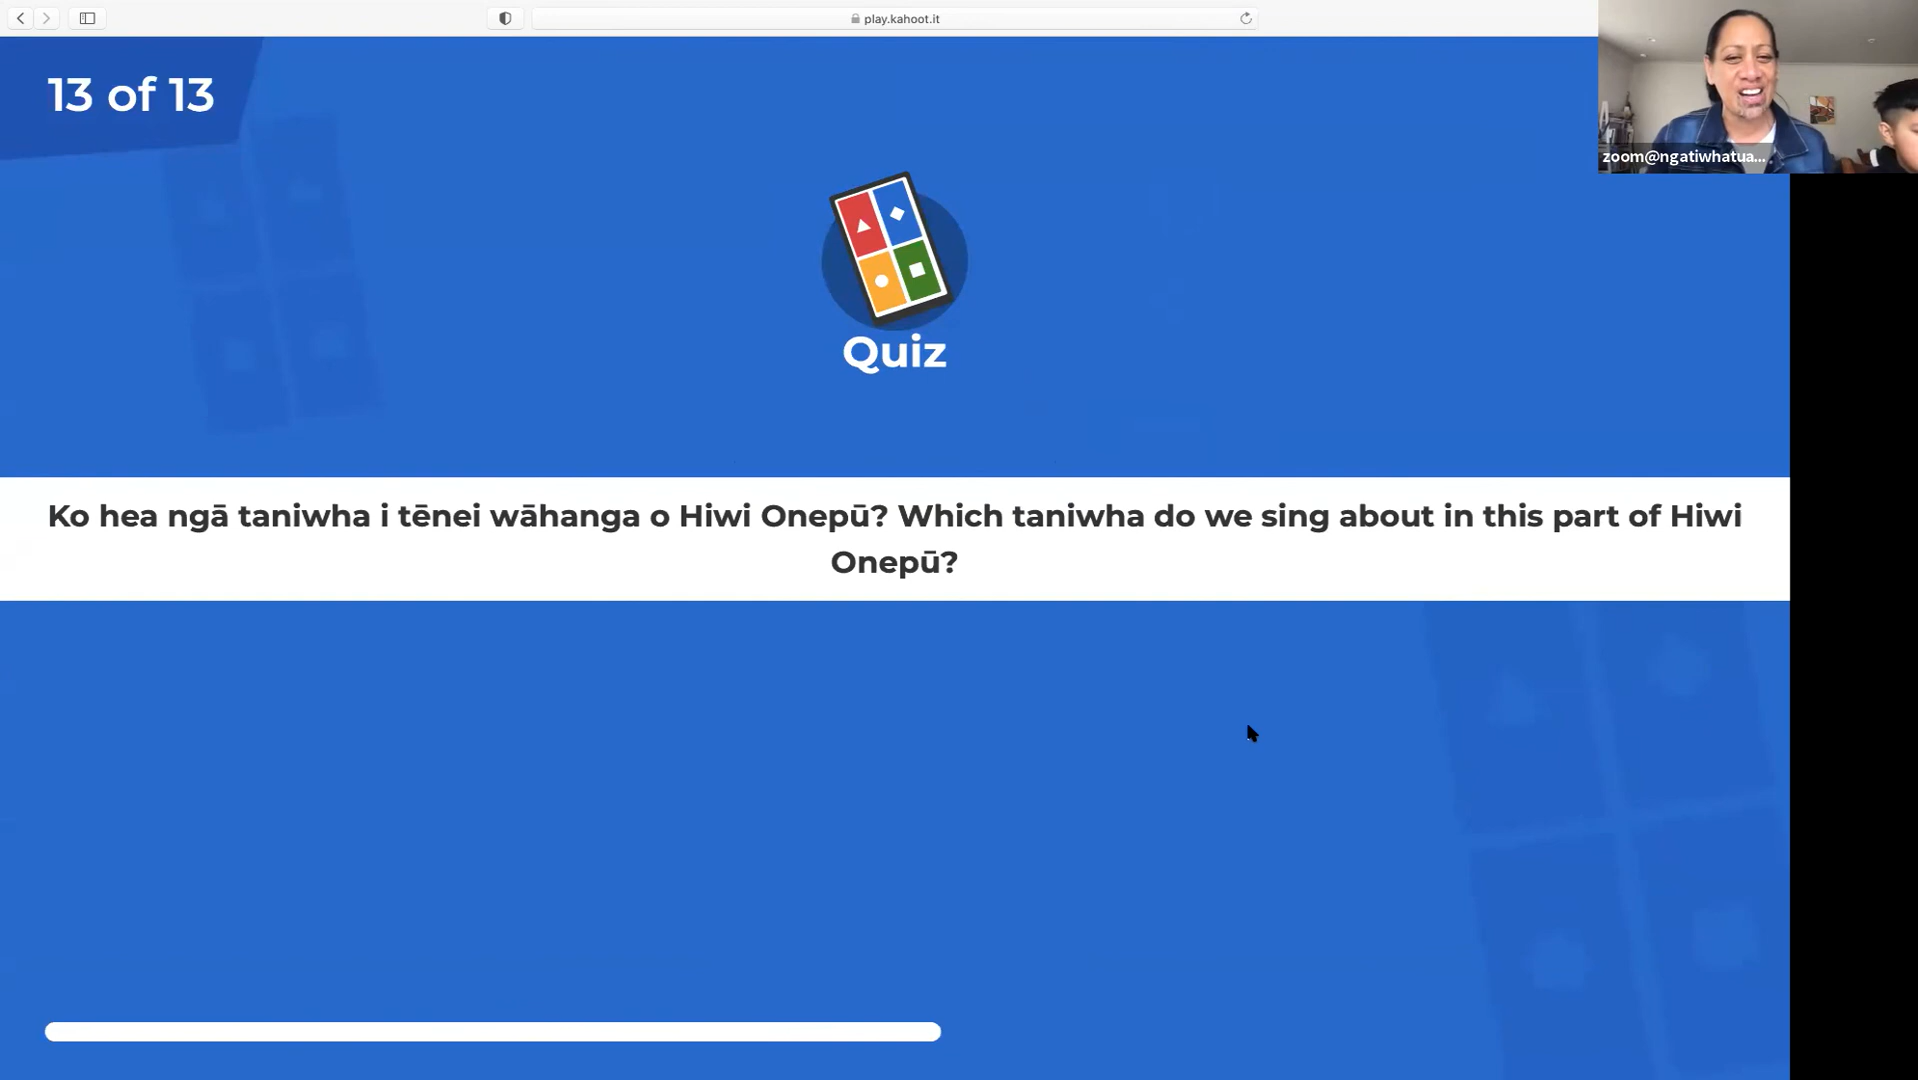 play.kahoot.it
13 of 13
zoom@ngatiwhatua...
Quiz
Ko hea ngā taniwha i tēnei wāhanga o Hiwi Onepū? Which taniwha do we sing about in this part of Hiwi
Onepū?